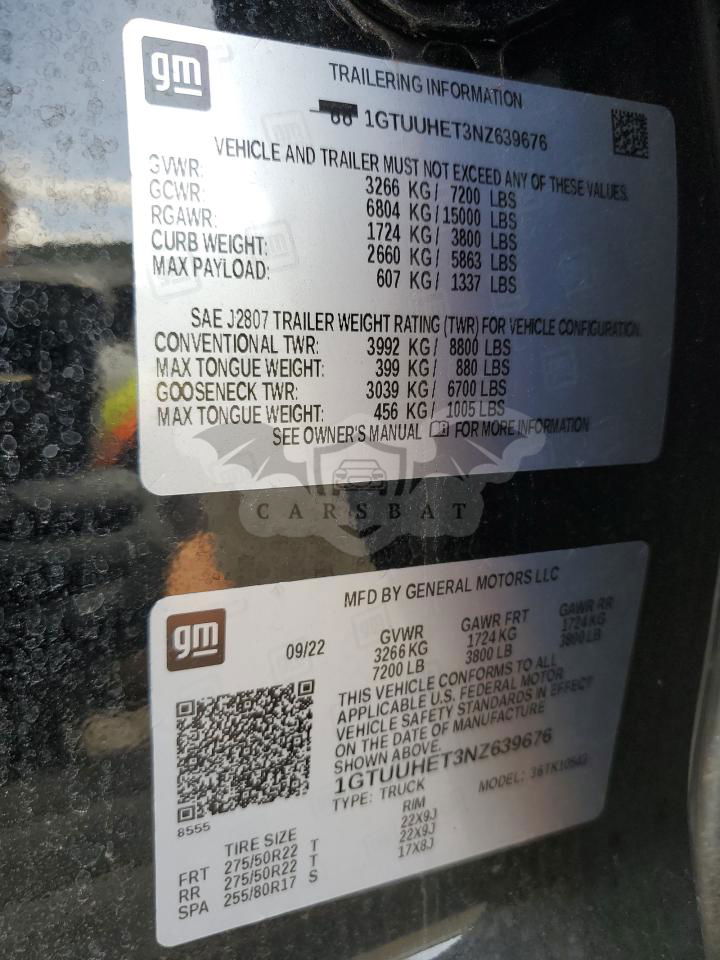 gm
TRAILERING INFORMATION
1GTUUHET3NZ639676
VEHICLE AND TRAILER MUST NOT EXCEED ANY OF THESE VALUES.
GVWR: 3266 KG/ 7200 LBS
GCWR: 6804 KG/15000 LBS
RGAWR: 1724 KG/ 3800 LBS
CURB WEIGHT: 2660 KG/ 5863 LBS
MAX PAYLOAD: 607 KG/ 1337 LBS
SAE J2807 TRAILER WEIGHT RATING (TWR) FOR VEHICLE CONFIGURATION.
CONVENTIONAL TWR: 3992 KG/ 8800 LBS
MAX TONGUE WEIGHT: 399 KG/ 880 LBS
GOOSENECK TWR: 3039 KG/ 6700 LBS
MAX TONGUE WEIGHT: 456 KG/ 1005 LBS
SEE OWNER'S MANUAL FOR MORE INFORMATION
CARSBAT
gm
MFD BY GENERAL MOTORS LLC
09/22
GVWR GAWR FRT GAWR RR
3266 KG 1724 KG 1724 KG
7200 LB 3800 LB 3800 LB
THIS VEHICLE CONFORMS TO ALL
APPLICABLE U.S. FEDERAL MOTOR
VEHICLE SAFETY STANDARDS IN EFFECT
ON THE DATE OF MANUFACTURE
SHOWN ABOVE.
1GTUUHET3NZ639676
TYPE: TRUCK MODEL:
8555
TIRE SIZE RIM
FRT 275/50R22 T 22X9J
RR 275/50R22 T 22X9J
SPA 255/80R17 S 17X8J